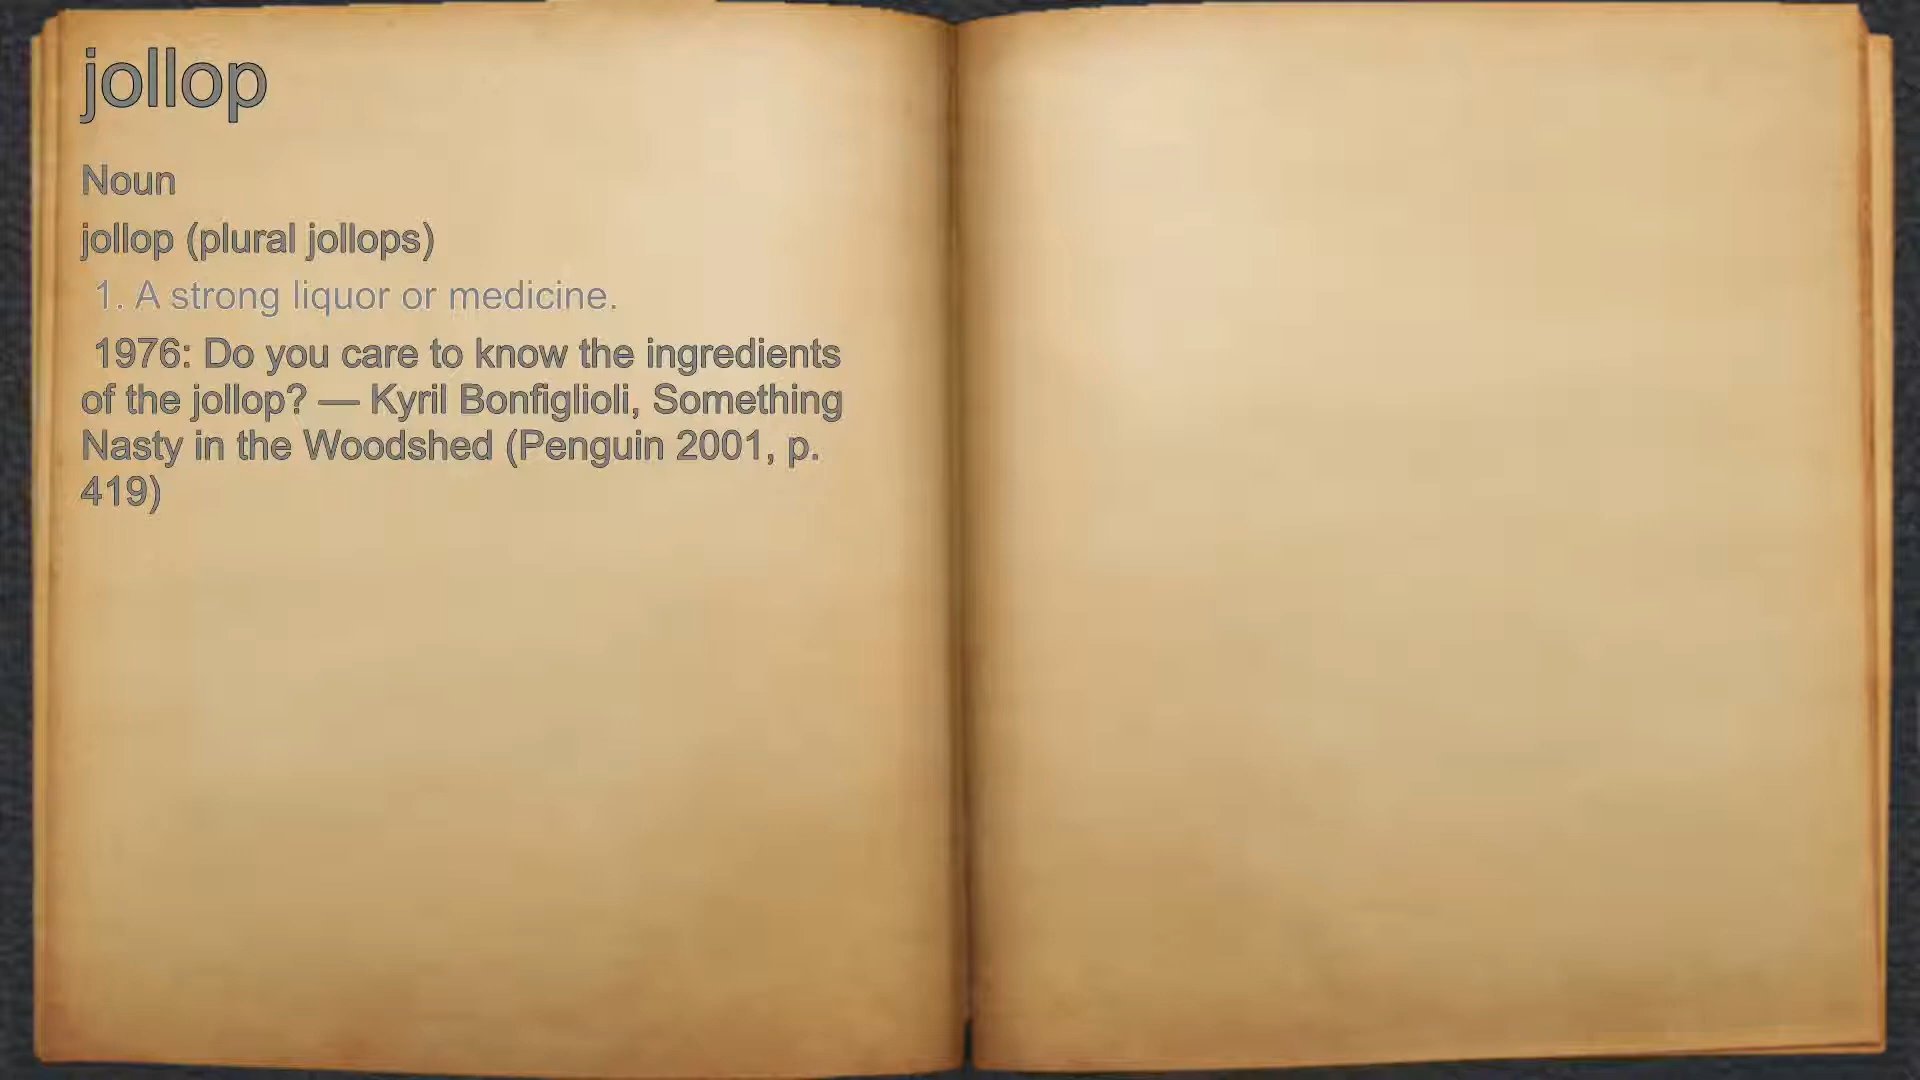 jollop
Noun
jollop (plural jollops)
1. A strong liquor or medicine.
1976: Do you care to know the ingredients
of the jollop? — Kyril Bonfiglioli, Something
Nasty in the Woodshed (Penguin 2001, p.
419)